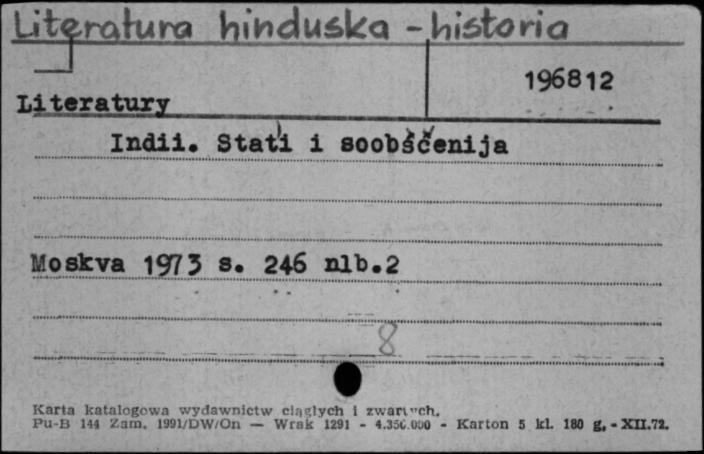 Literatura hinduska - historia
196812
Literatury
Indii. Stat'i i soobščenija
Moskva 1973 s. 246 nlb.2
8
Karta katalogowa wydawnictw ciągłych i zwartych.
Pu-B 144 Zam. 1991/DW/On — Wrak 1291 - 4.350.000 - Karton 5 kl. 180 g. - XII.72.